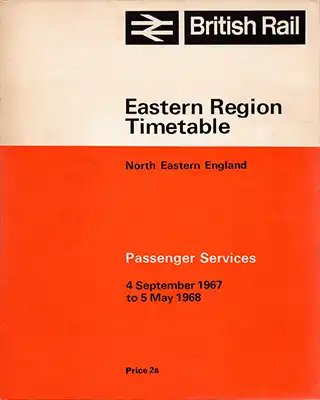 British Rail
Eastern Region
Timetable
North Eastern England
Passenger Services
4 September 1967
to 5 May 1968
Price 2s